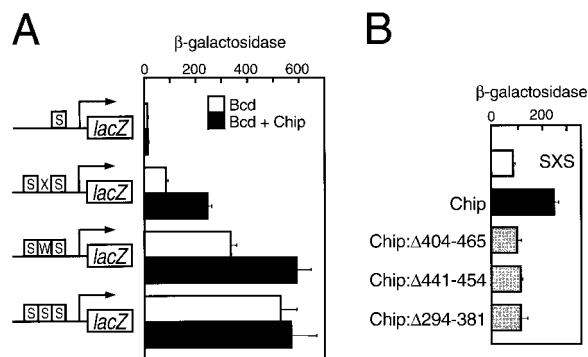 A
β-galactosidase
0 200 400 600
Bcd
Bcd + Chip
S
lacZ
S X S
lacZ
S W S
lacZ
S S S
lacZ
B
β-galactosidase
0 200
SXS
Chip
Chip:Δ404-465
Chip:Δ441-454
Chip:Δ294-381